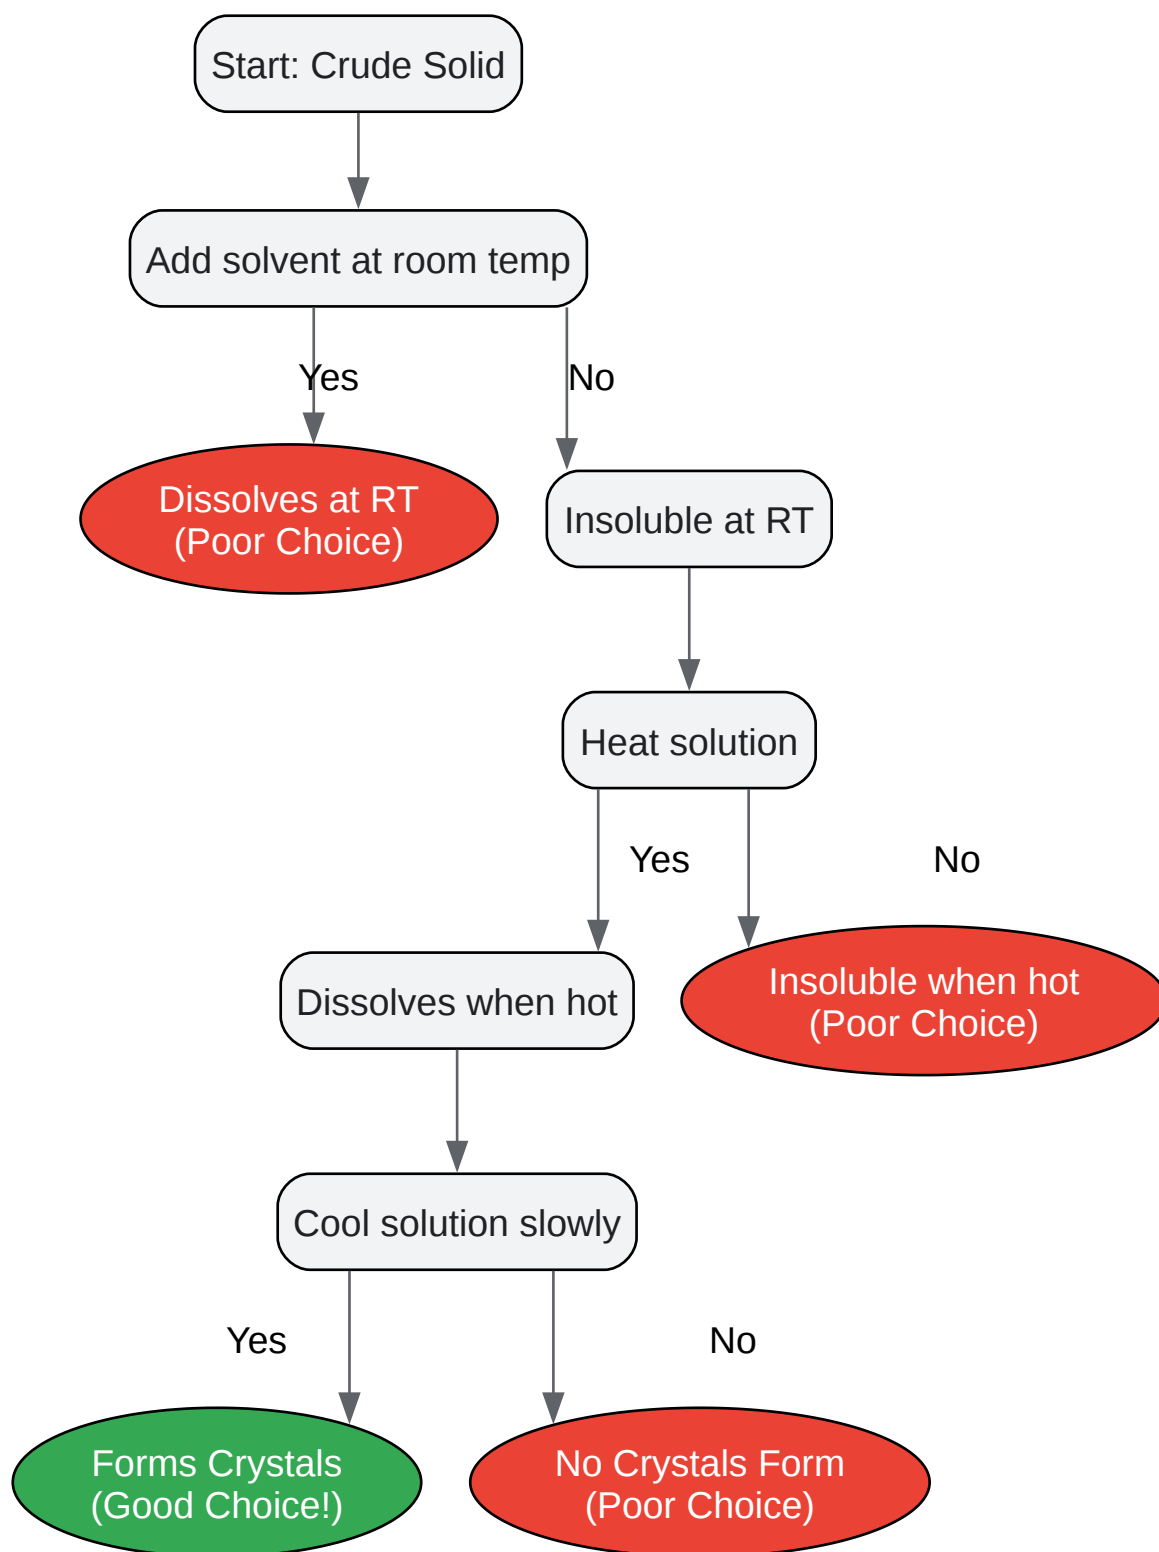 Start: Crude Solid
Add solvent at room temp
Yes
No
Dissolves at RT
(Poor Choice)
Insoluble at RT
Heat solution
Yes
No
Dissolves when hot
Insoluble when hot
(Poor Choice)
Cool solution slowly
Yes
No
Forms Crystals
(Good Choice!)
No Crystals Form
(Poor Choice)